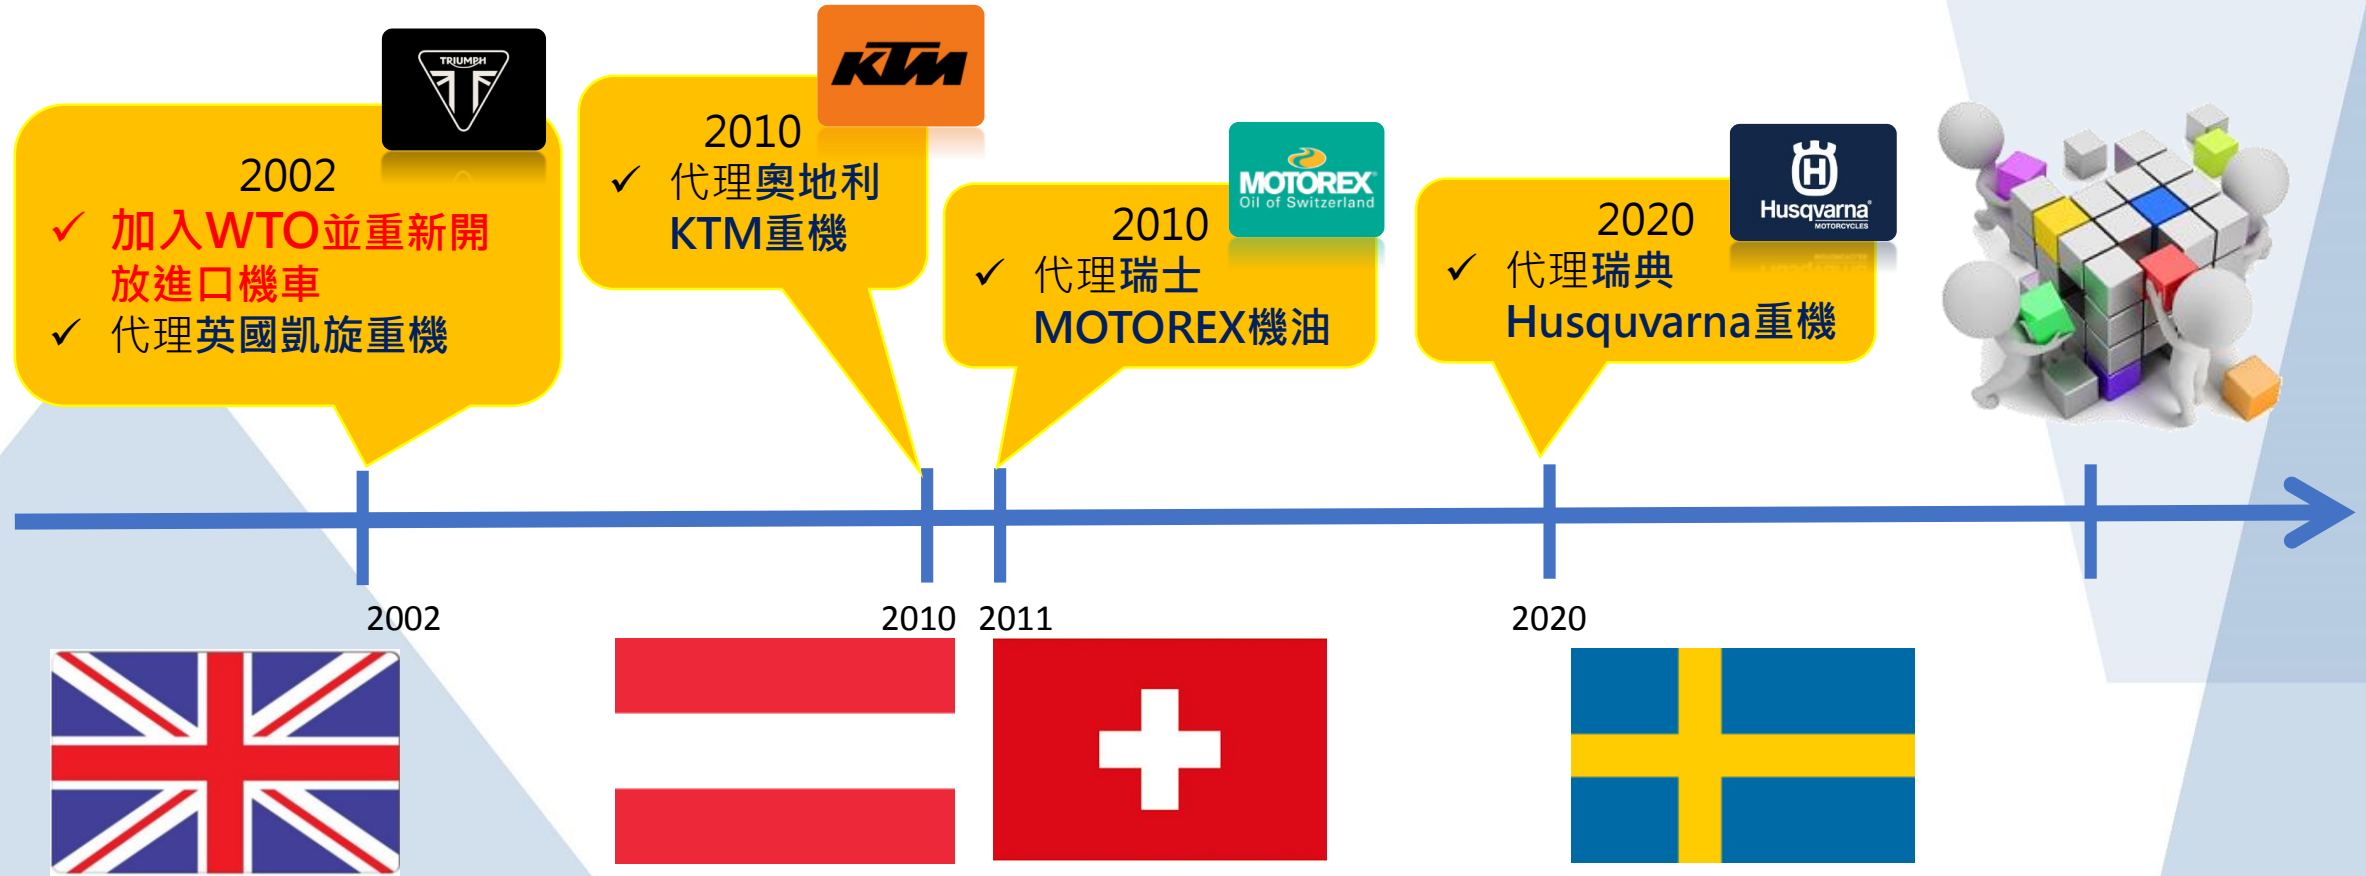 TRIUMPH
2002
✓ 加入WTO並重新開
放進口機車
✓ 代理英國凱旋重機
KTM
2010
✓ 代理奧地利
KTM重機
MOTOREX
Oil of Switzerland
2010
✓ 代理瑞士
MOTOREX機油
H
Husqvarna
MOTORCYCLES
2020
✓ 代理瑞典
Husquvarna重機
2002
2010
2011
2020